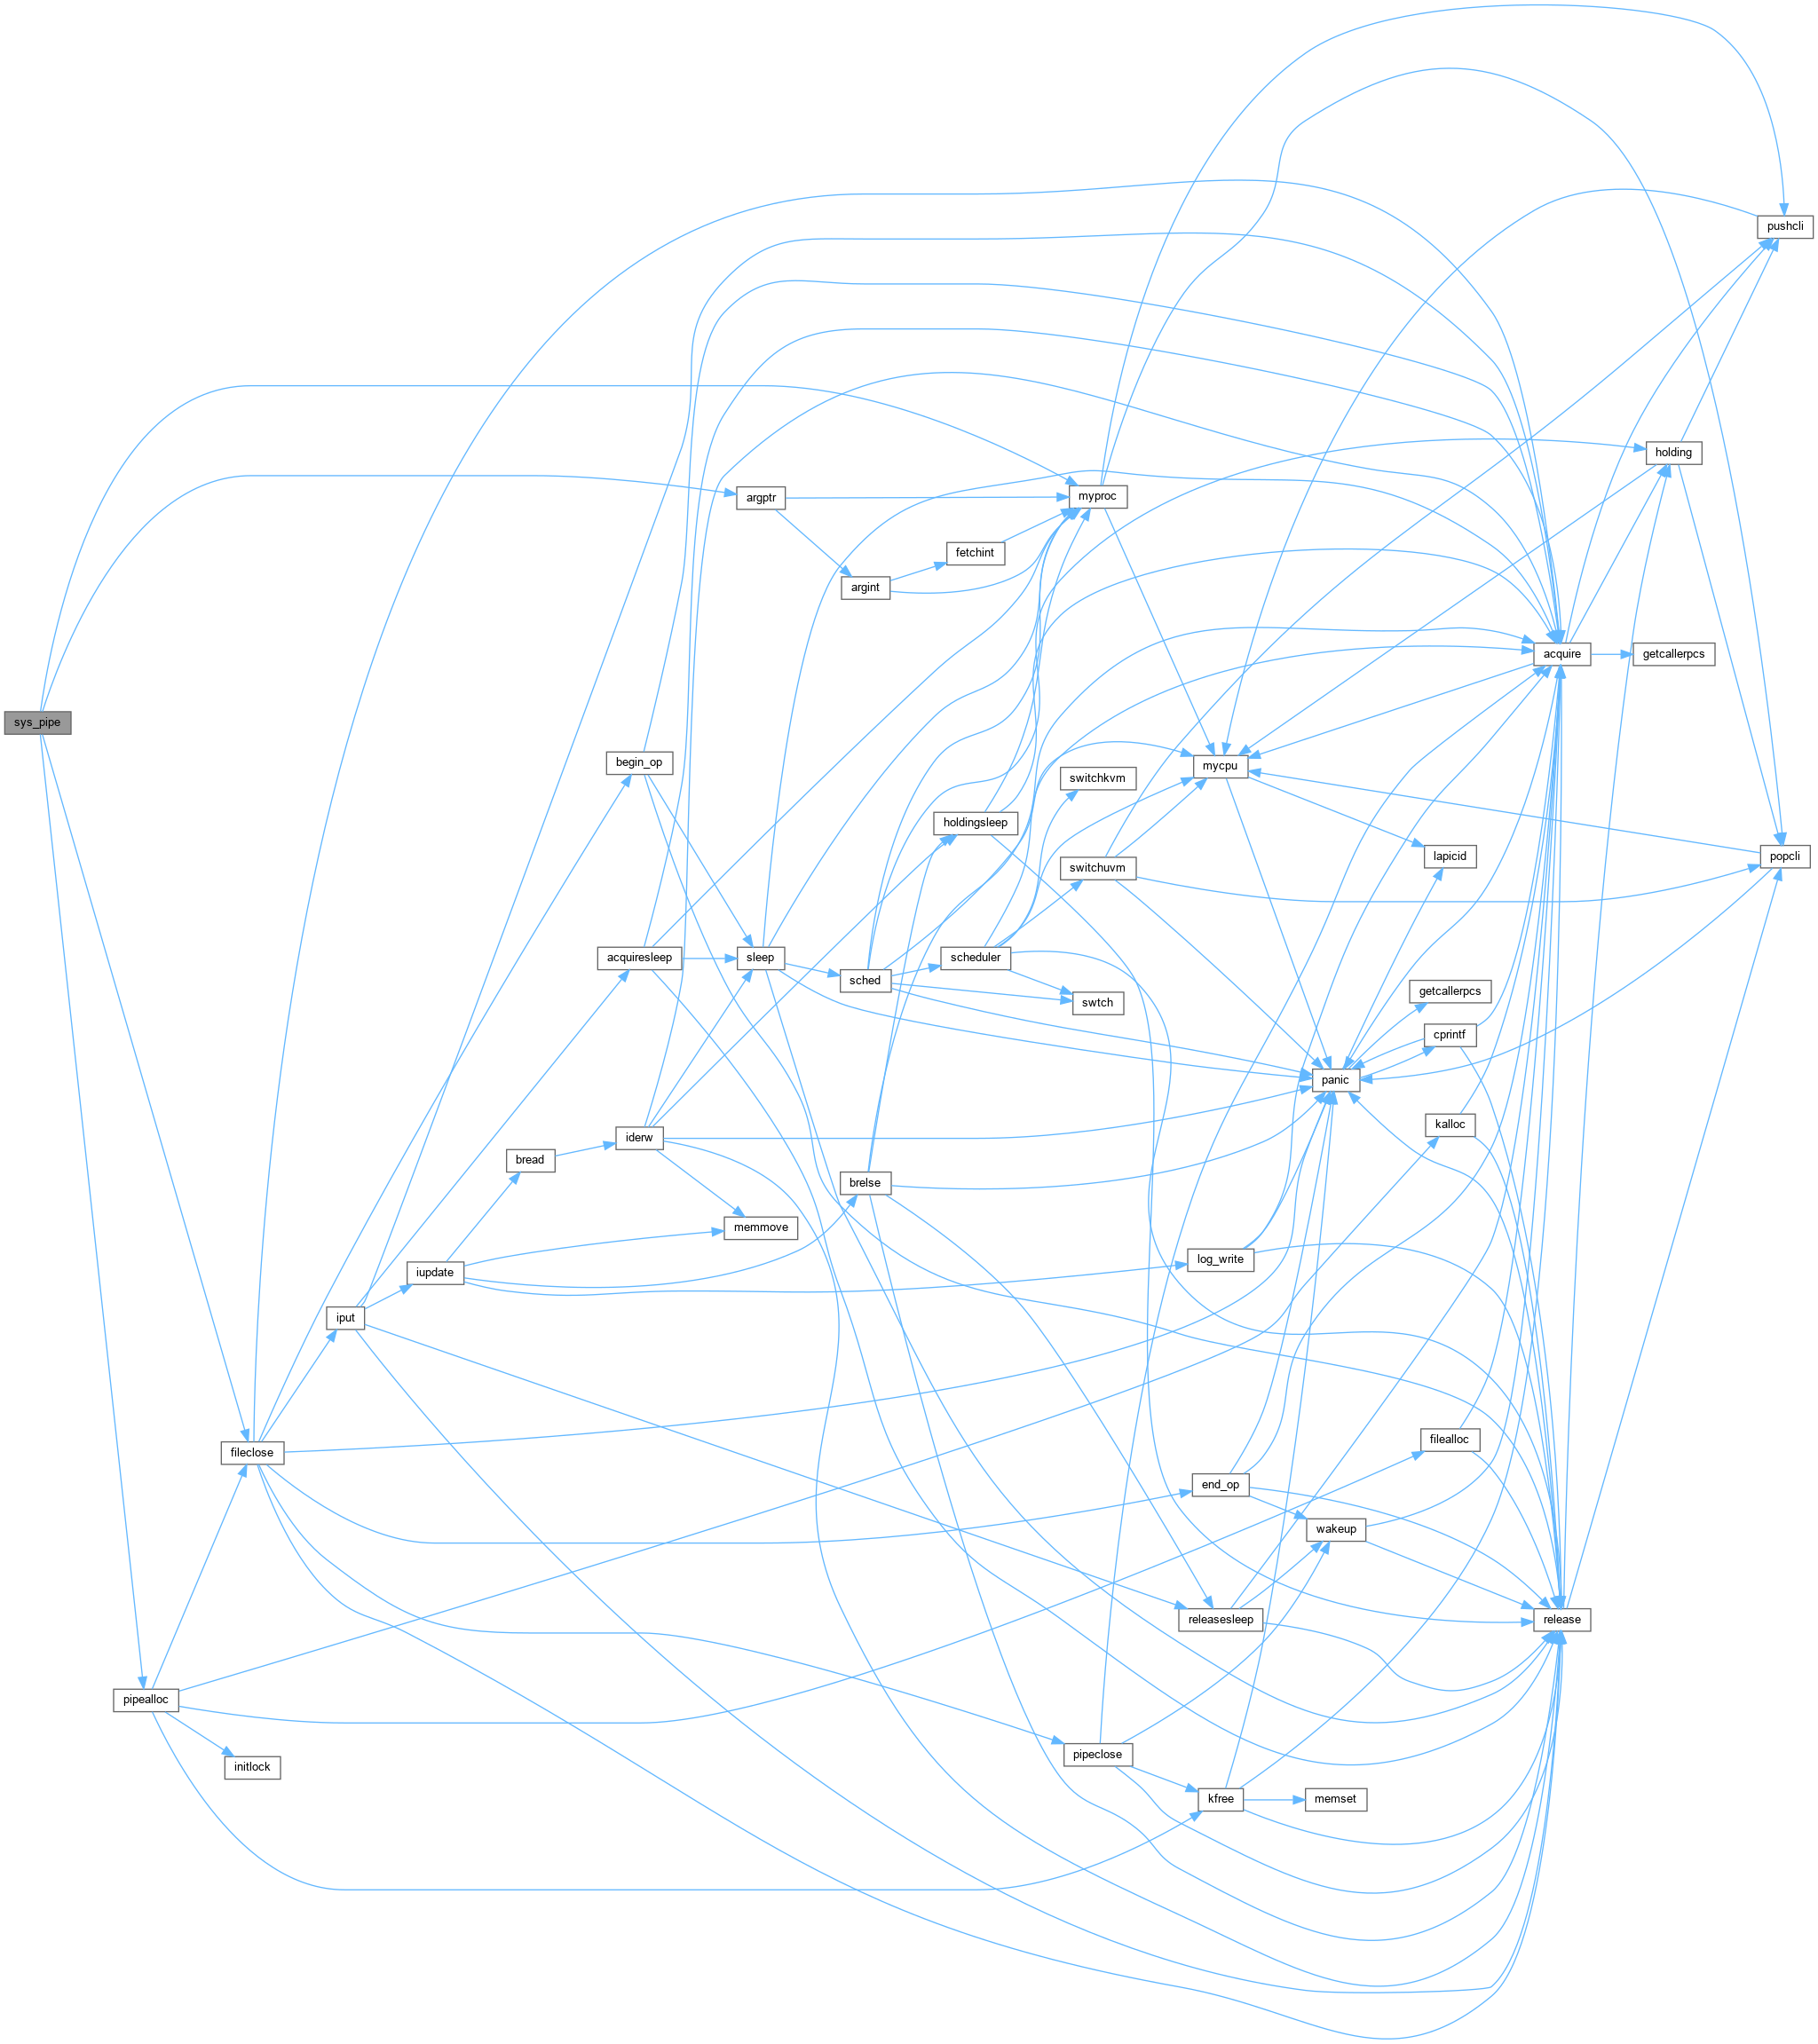 sys_pipe
pipealloc
fileclose
initlock
iput
iupdate
bread
begin_op
acquiresleep
iderw
argptr
sleep
memmove
argint
sched
brelse
fetchint
holdingsleep
scheduler
myproc
switchkvm
switchuvm
swtch
pipeclose
mycpu
log_write
end_op
releasesleep
kfree
panic
wakeup
memset
lapicid
getcallerpcs
cprintf
kalloc
filealloc
acquire
release
holding
getcallerpcs
pushcli
popcli